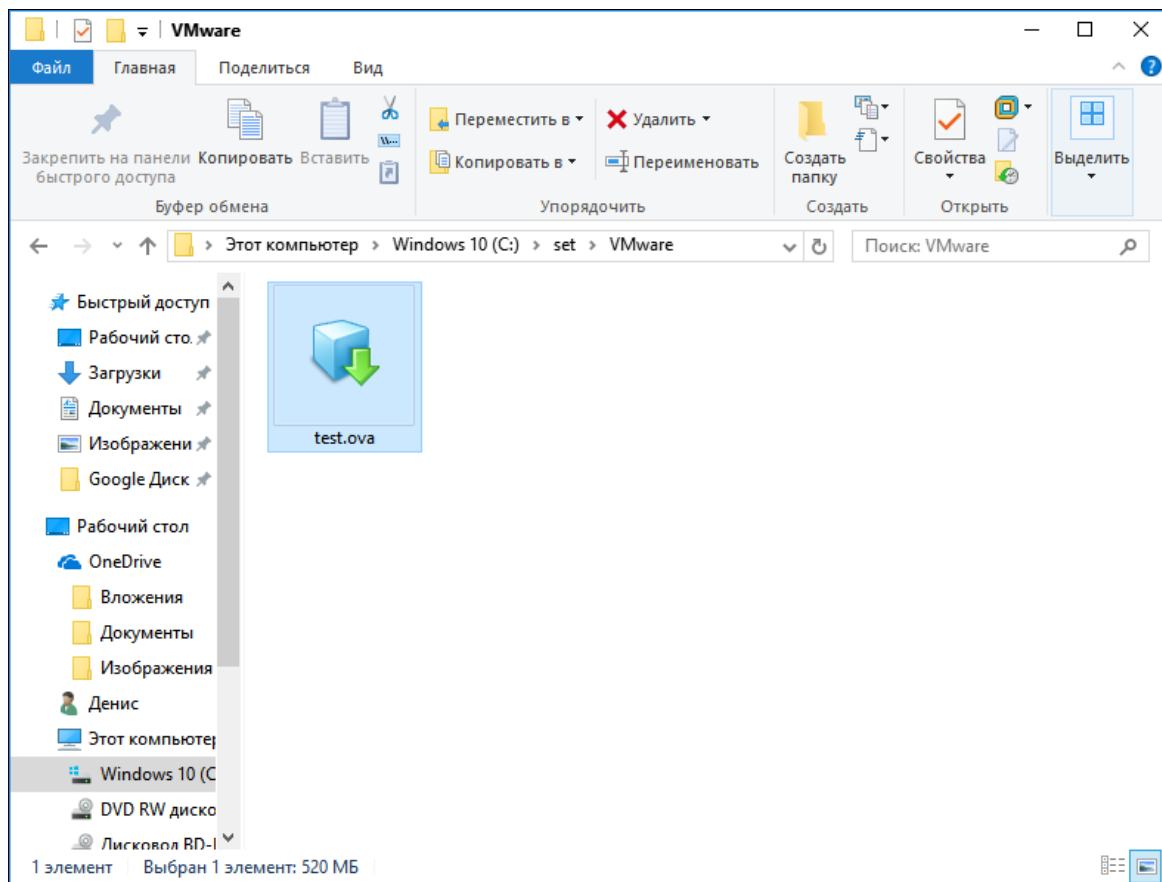 VMware
Файл Главная Поделиться Вид
Закрепить на панели быстрого доступа
Копировать
Вставить
Переместить в
Копировать в
Удалить
Переименовать
Создать папку
Свойства
Выделить
Буфер обмена
Упорядочить
Создать
Открыть
Этот компьютер > Windows 10 (C:) > set > VMware
Поиск: VMware
Быстрый доступ
Рабочий сто.
Загрузки
Документы
Изображени
Google Диск
Рабочий стол
OneDrive
Вложения
Документы
Изображения
Денис
Этот компьютер
Windows 10 (C
DVD RW диско
Дисковод BD-
test.ova
1 элемент Выбран 1 элемент: 520 МБ